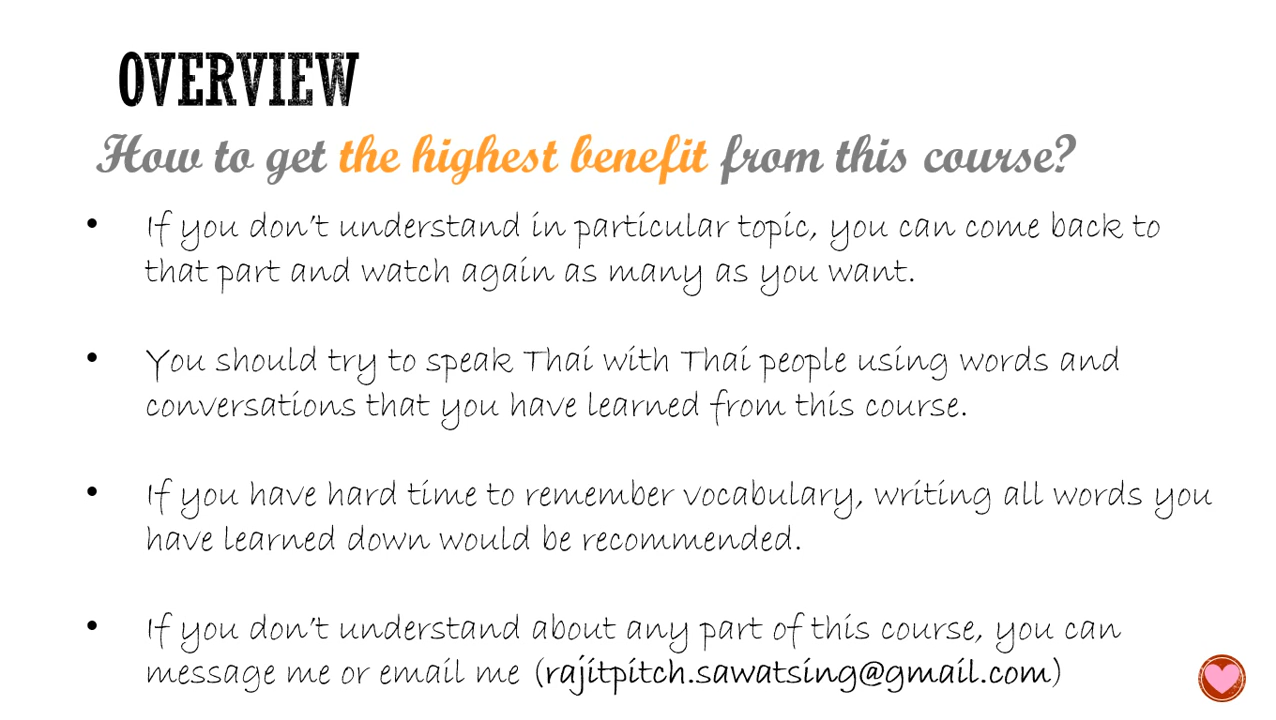 OVERVIEW
How to get the highest benefit from this course?
• If you don't understand in particular topic, you can come back to
that part and watch again as many as you want.
• You should try to speak Thai with Thai people using words and
conversations that you have learned from this course.
• If you have hard time to remember vocabulary, writing all words you
have learned down would be recommended.
• If you don't understand about any part of this course, you can
message me or email me (rajitpitch.sawatsing@gmail.com)